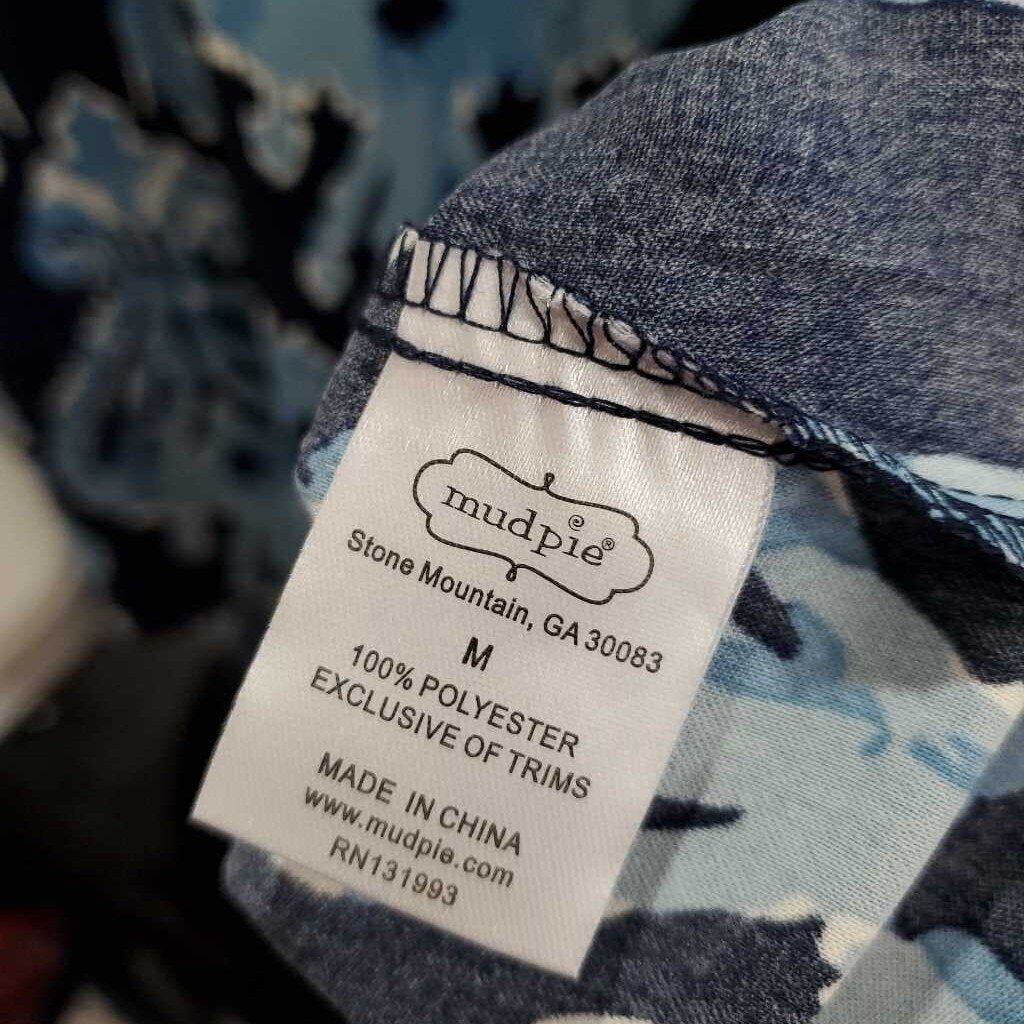 mudpie®
Stone Mountain, GA 30083
M
100% POLYESTER
EXCLUSIVE OF TRIMS
MADE IN CHINA
www.mudpie.com
RN131993